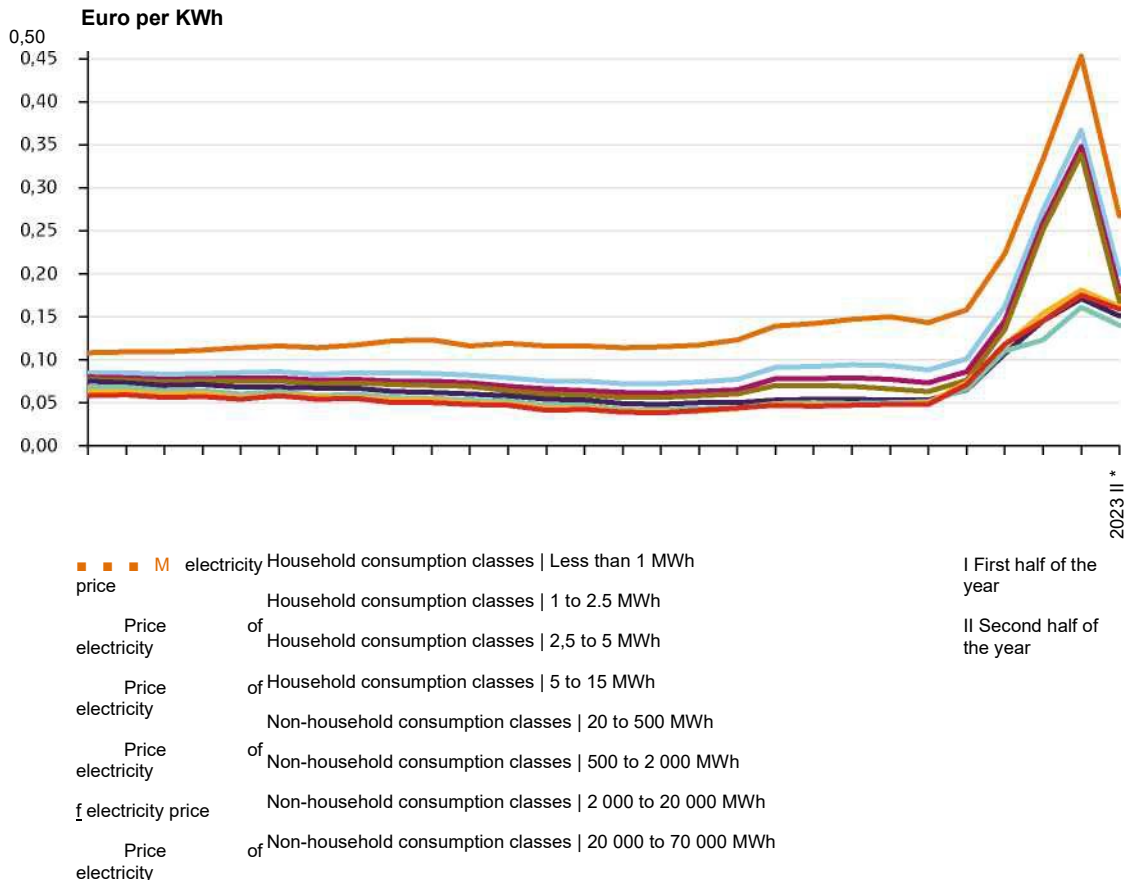 Euro per KWh
0,50
0,45
0,40
0,35
0,30
0,25
0,20
0,15
0,10
0,05
0,00
2023 II *
M electricity price
Price of electricity
Price of electricity
Price of electricity
f electricity price
Price of electricity
Household consumption classes | Less than 1 MWh
Household consumption classes | 1 to 2.5 MWh
Household consumption classes | 2,5 to 5 MWh
Household consumption classes | 5 to 15 MWh
Non-household consumption classes | 20 to 500 MWh
Non-household consumption classes | 500 to 2 000 MWh
Non-household consumption classes | 2 000 to 20 000 MWh
Non-household consumption classes | 20 000 to 70 000 MWh
I First half of the
year
II Second half of
the year